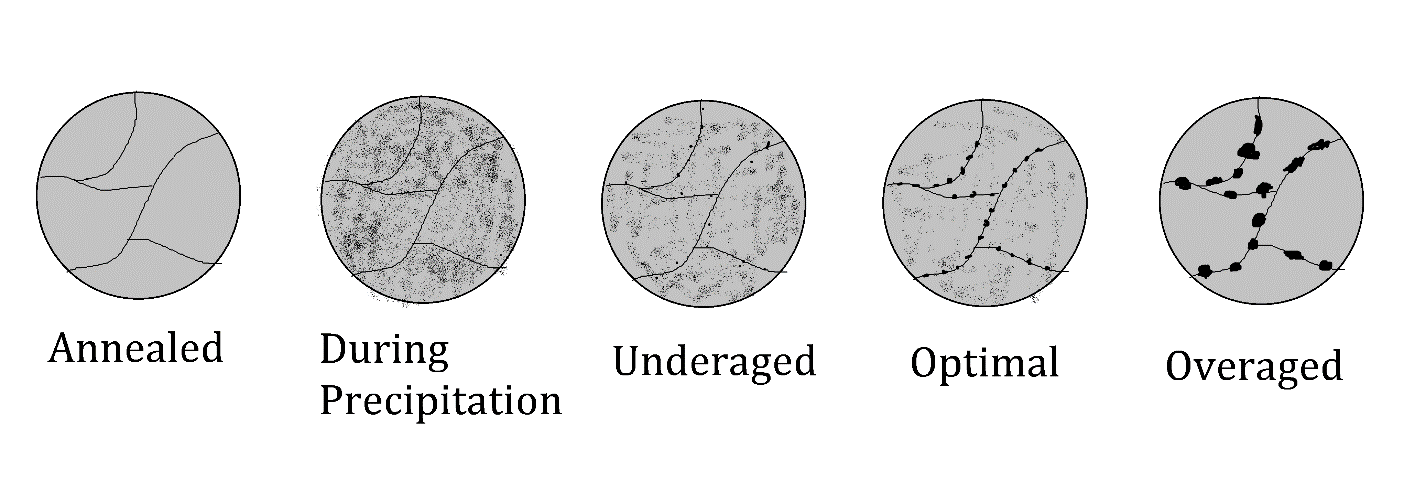 Annealed
During
Precipitation
Underaged
Optimal
Overaged